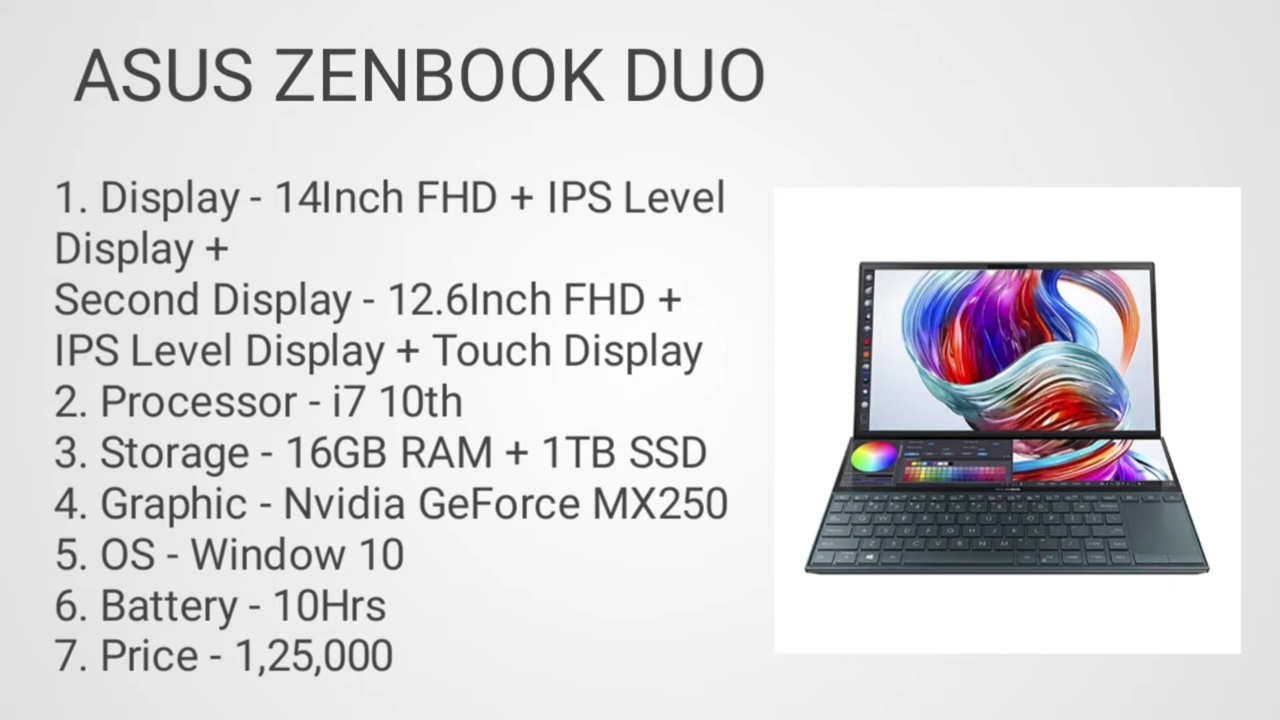 ASUS ZENBOOK DUO
1. Display - 14Inch FHD + IPS Level
Display +
Second Display - 12.6Inch FHD +
IPS Level Display + Touch Display
2. Processor - i7 10th
3. Storage - 16GB RAM + 1TB SSD
4. Graphic - Nvidia GeForce MX250
5. OS - Window 10
6. Battery - 10Hrs
7. Price - 1,25,000